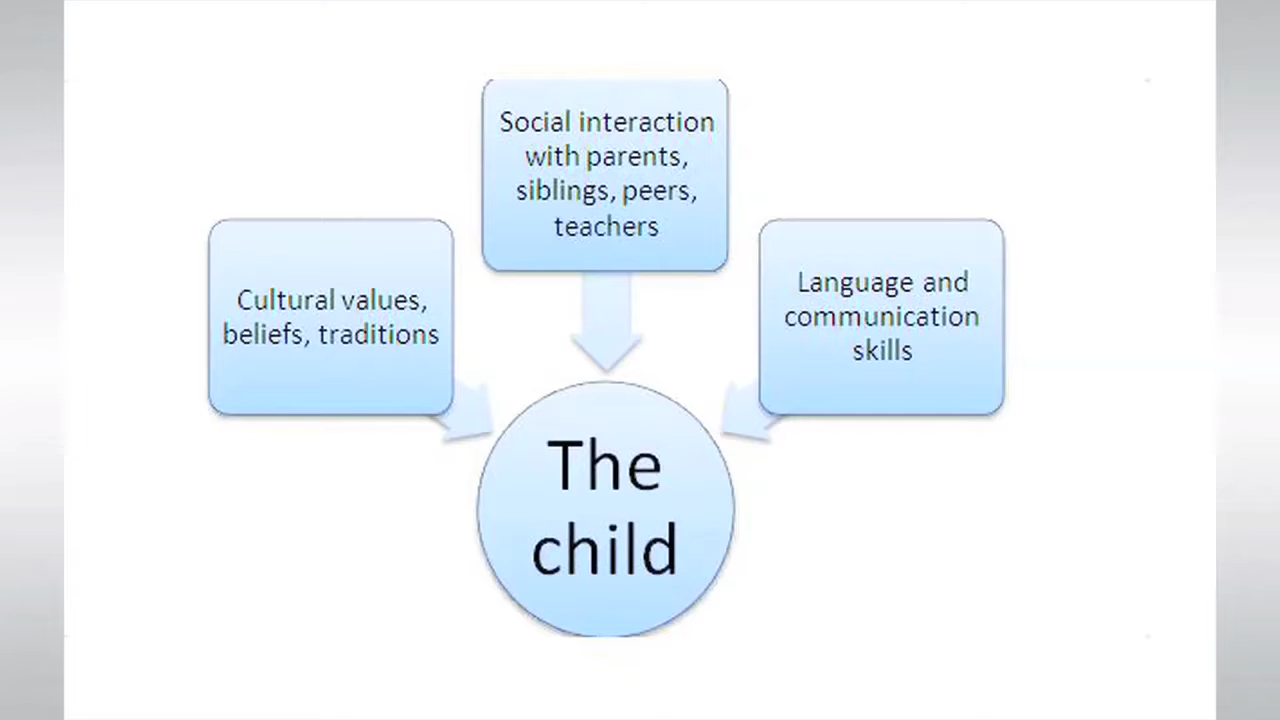 Social interaction
with parents,
siblings, peers,
teachers
Cultural values,
beliefs, traditions
Language and
communication
skills
The
child